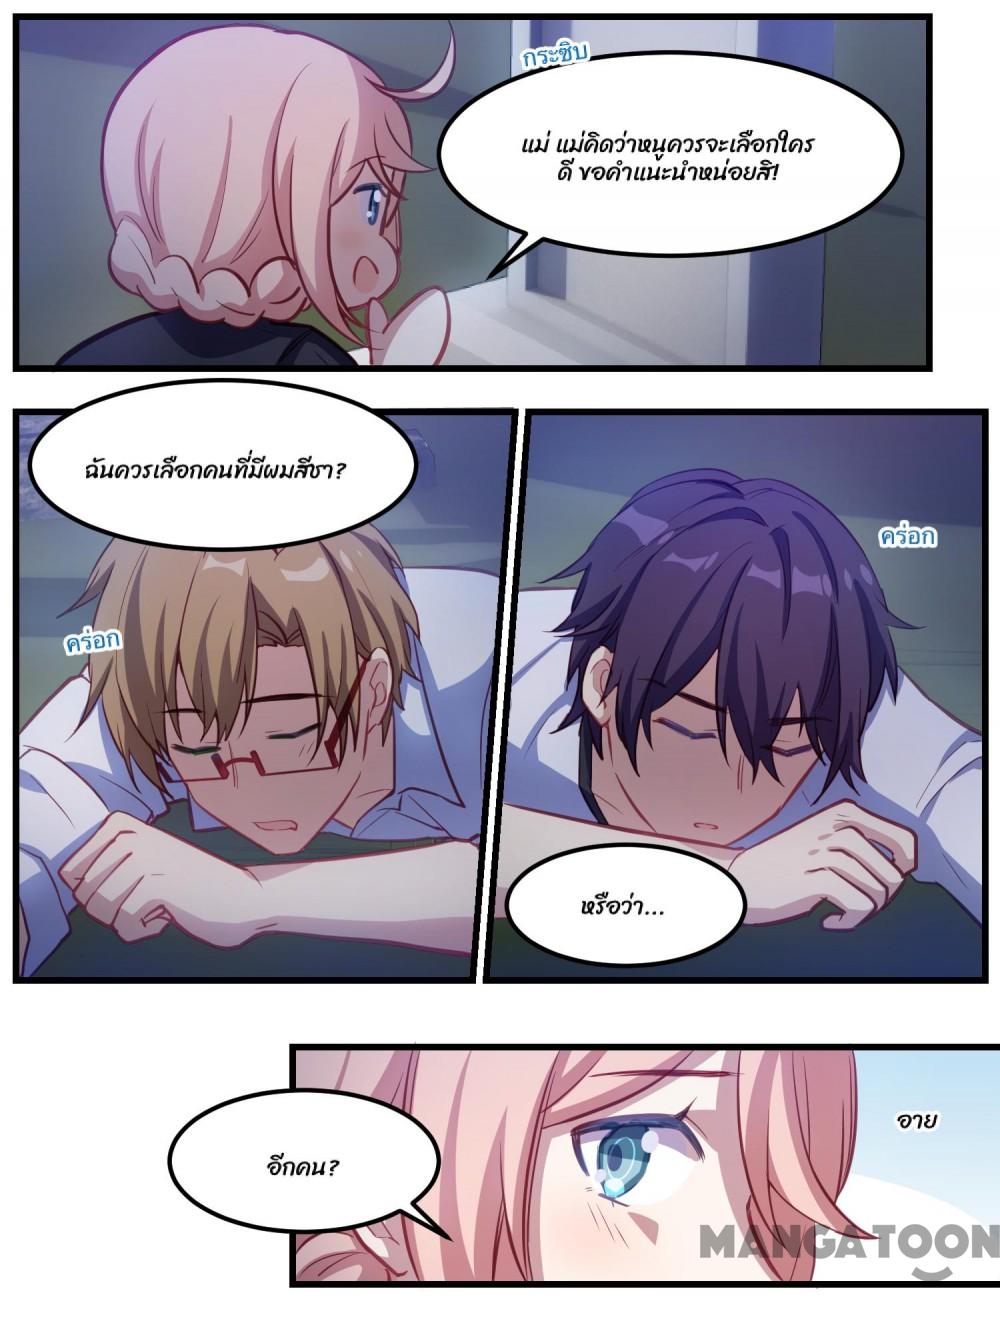 กระซิบ
แม่ แม่คิดว่าหนูควรจะเลือกใคร
ดี ขอคำแนะนำหน่อยสิ!
ฉันควรเลือกคนที่มีผมสีชา?
คร่อก
คร่อก
หรือว่า...
อีกคน?
อาย
MANGATOON